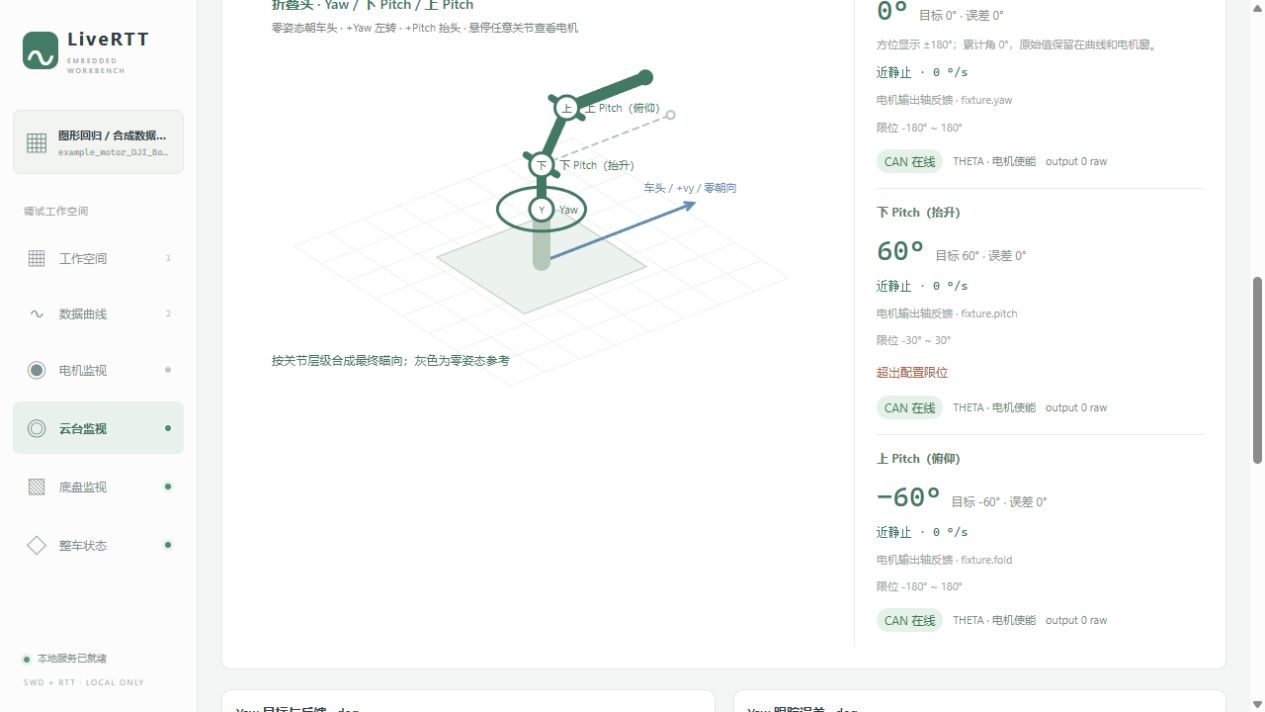 LiveRTT
EMBEDDED
WORKBENCH
图形回归 / 合成数据...
example_motor_DJI_Bo...
调试工作空间
工作空间 1
数据曲线 2
电机监视
云台监视
底盘监视
整车状态
本地服务已就绪
SWD + RTT · LOCAL ONLY
折叠头 · Yaw / 下 Pitch / 上 Pitch
零姿态朝车头 · +Yaw 左转 · +Pitch 抬头 · 悬停任意关节查看电机
上 上 Pitch（俯仰）
下 下 Pitch（抬升）
车头 / +vy / 零朝向
Y Yaw
按关节层级合成最终瞄向；灰色为零姿态参考
0° 目标 0° · 误差 0°
方位显示 ±180°；累计角 0°，原始值保留在曲线和电机窗。
近静止 · 0 °/s
电机输出轴反馈 · fixture.yaw
限位 -180° ~ 180°
CAN 在线 THETA · 电机使能 output 0 raw
下 Pitch（抬升）
60° 目标 60° · 误差 0°
近静止 · 0 °/s
电机输出轴反馈 · fixture.pitch
限位 -30° ~ 30°
超出配置限位
CAN 在线 THETA · 电机使能 output 0 raw
上 Pitch（俯仰）
−60° 目标 -60° · 误差 0°
近静止 · 0 °/s
电机输出轴反馈 · fixture.fold
限位 -180° ~ 180°
CAN 在线 THETA · 电机使能 output 0 raw
Yaw 目标与反馈 · deg
Yaw 跟踪误差 · deg